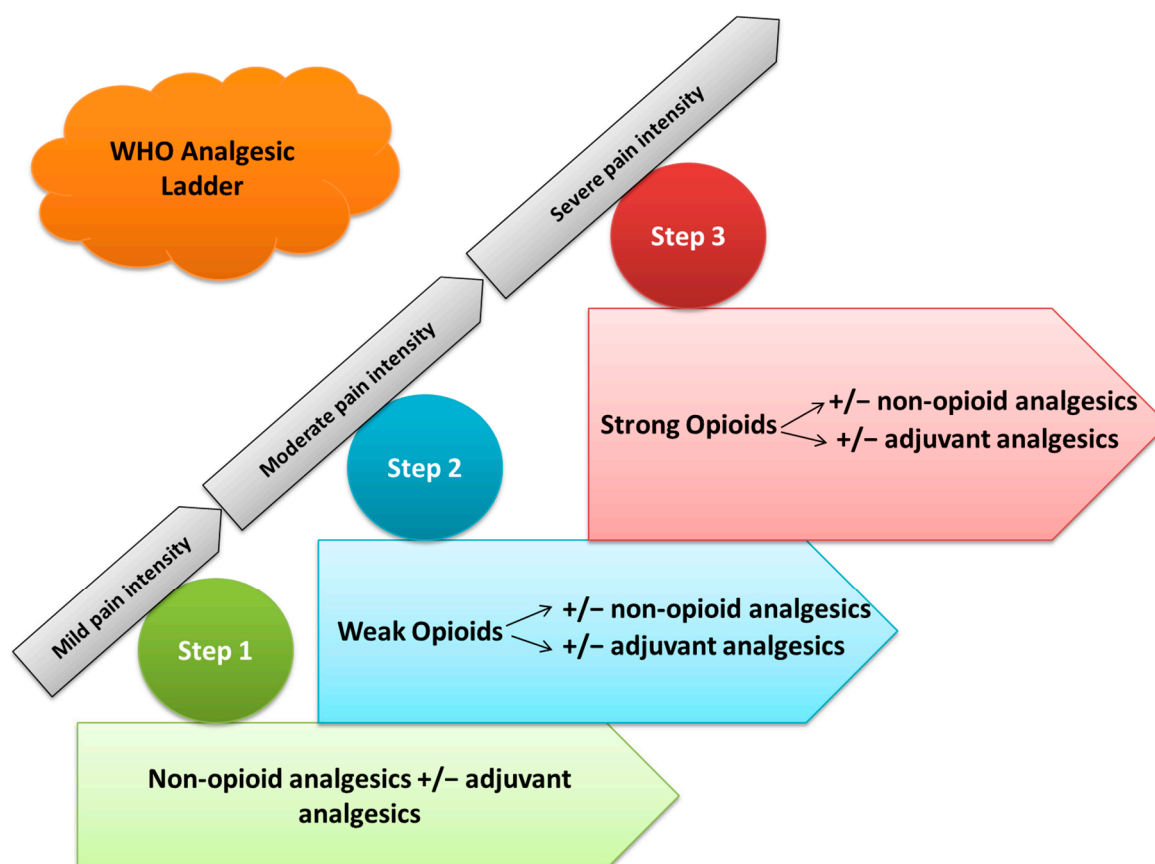 WHO Analgesic
Ladder
Severe pain intensity
Step 3
Strong Opioids
+/− non-opioid analgesics
+/− adjuvant analgesics
Moderate pain intensity
Step 2
Weak Opioids
+/− non-opioid analgesics
+/− adjuvant analgesics
Mild pain intensity
Step 1
Non-opioid analgesics +/− adjuvant
analgesics